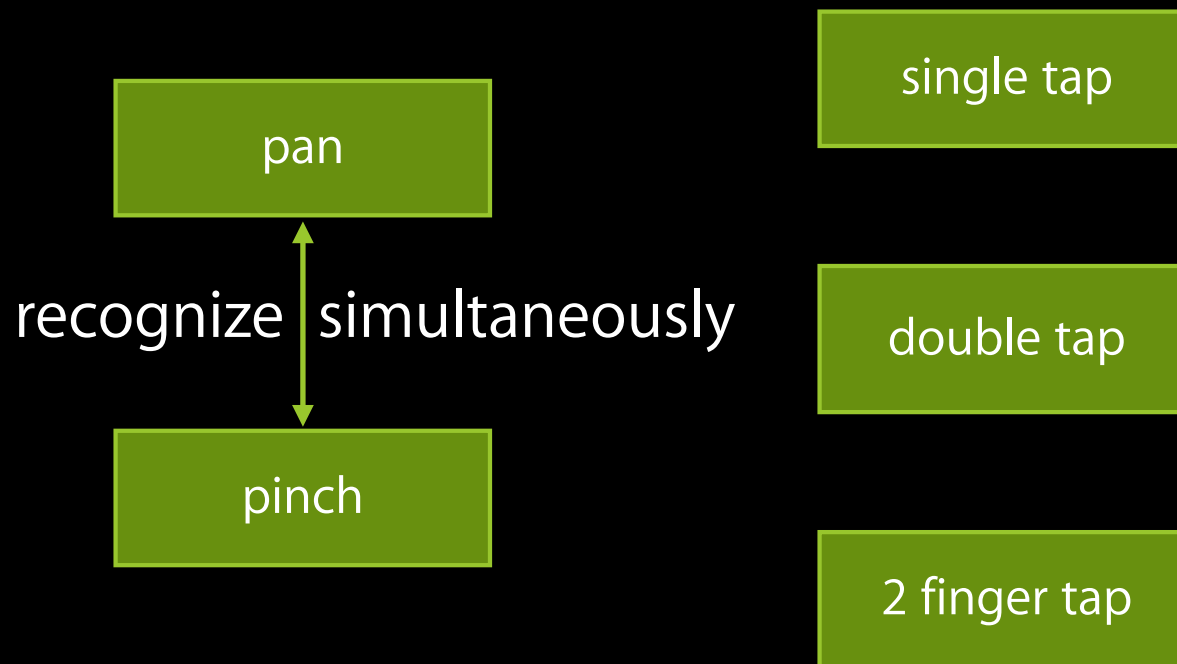 pan
recognize simultaneously
pinch
single tap
double tap
2 finger tap